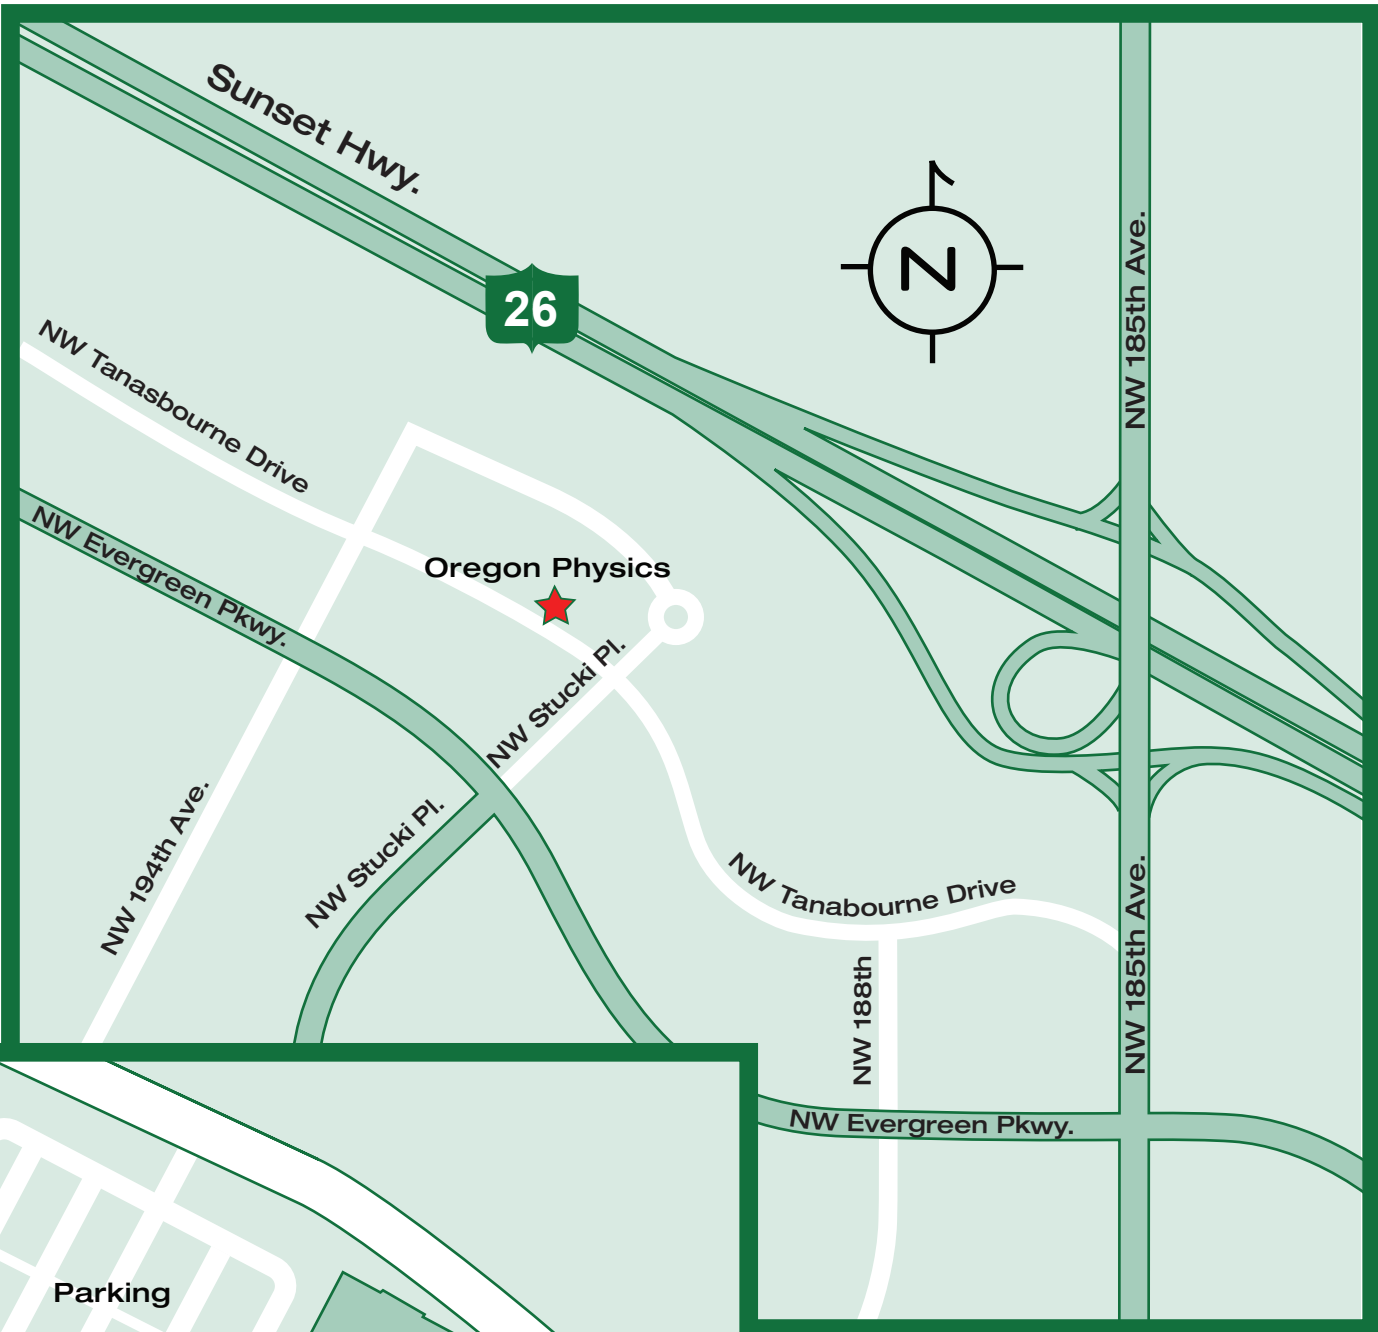 Sunset Hwy.
26
N
NW 185th Ave.
NW Tanasbourne Drive
NW Evergreen Pkwy.
Oregon Physics
NW Stucki Pl.
NW Stucki Pl.
NW 194th Ave.
NW Tanabourne Drive
NW 185th Ave.
NW 188th
NW Evergreen Pkwy.
Parking